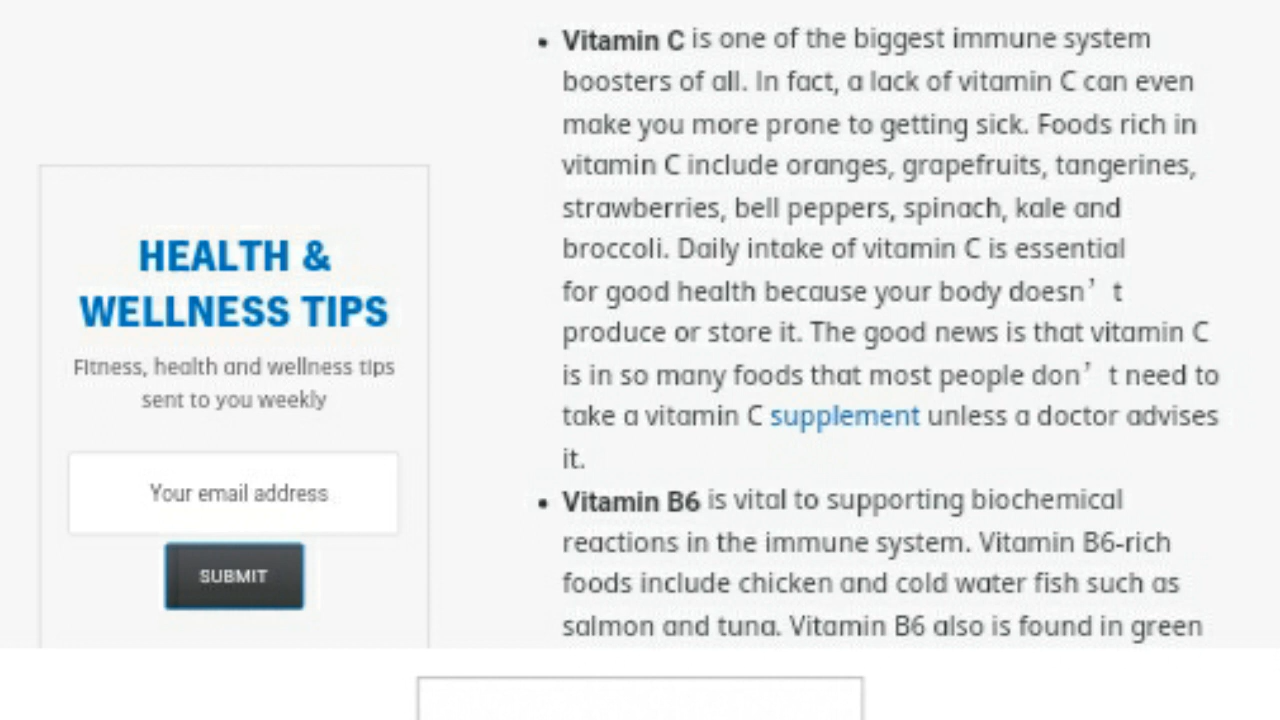 Vitamin C is one of the biggest immune system
boosters of all. In fact, a lack of vitamin C can even
make you more prone to getting sick. Foods rich in
vitamin C include oranges, grapefruits, tangerines,
strawberries, bell peppers, spinach, kale and
broccoli. Daily intake of vitamin C is essential
for good health because your body doesn’ t
produce or store it. The good news is that vitamin C
is in so many foods that most people don’ t need to
take a vitamin C supplement unless a doctor advises
it.
Vitamin B6 is vital to supporting biochemical
reactions in the immune system. Vitamin B6-rich
foods include chicken and cold water fish such as
salmon and tuna. Vitamin B6 also is found in green
HEALTH &
WELLNESS TIPS
Fitness, health and wellness tips
sent to you weekly
Your email address
SUBMIT